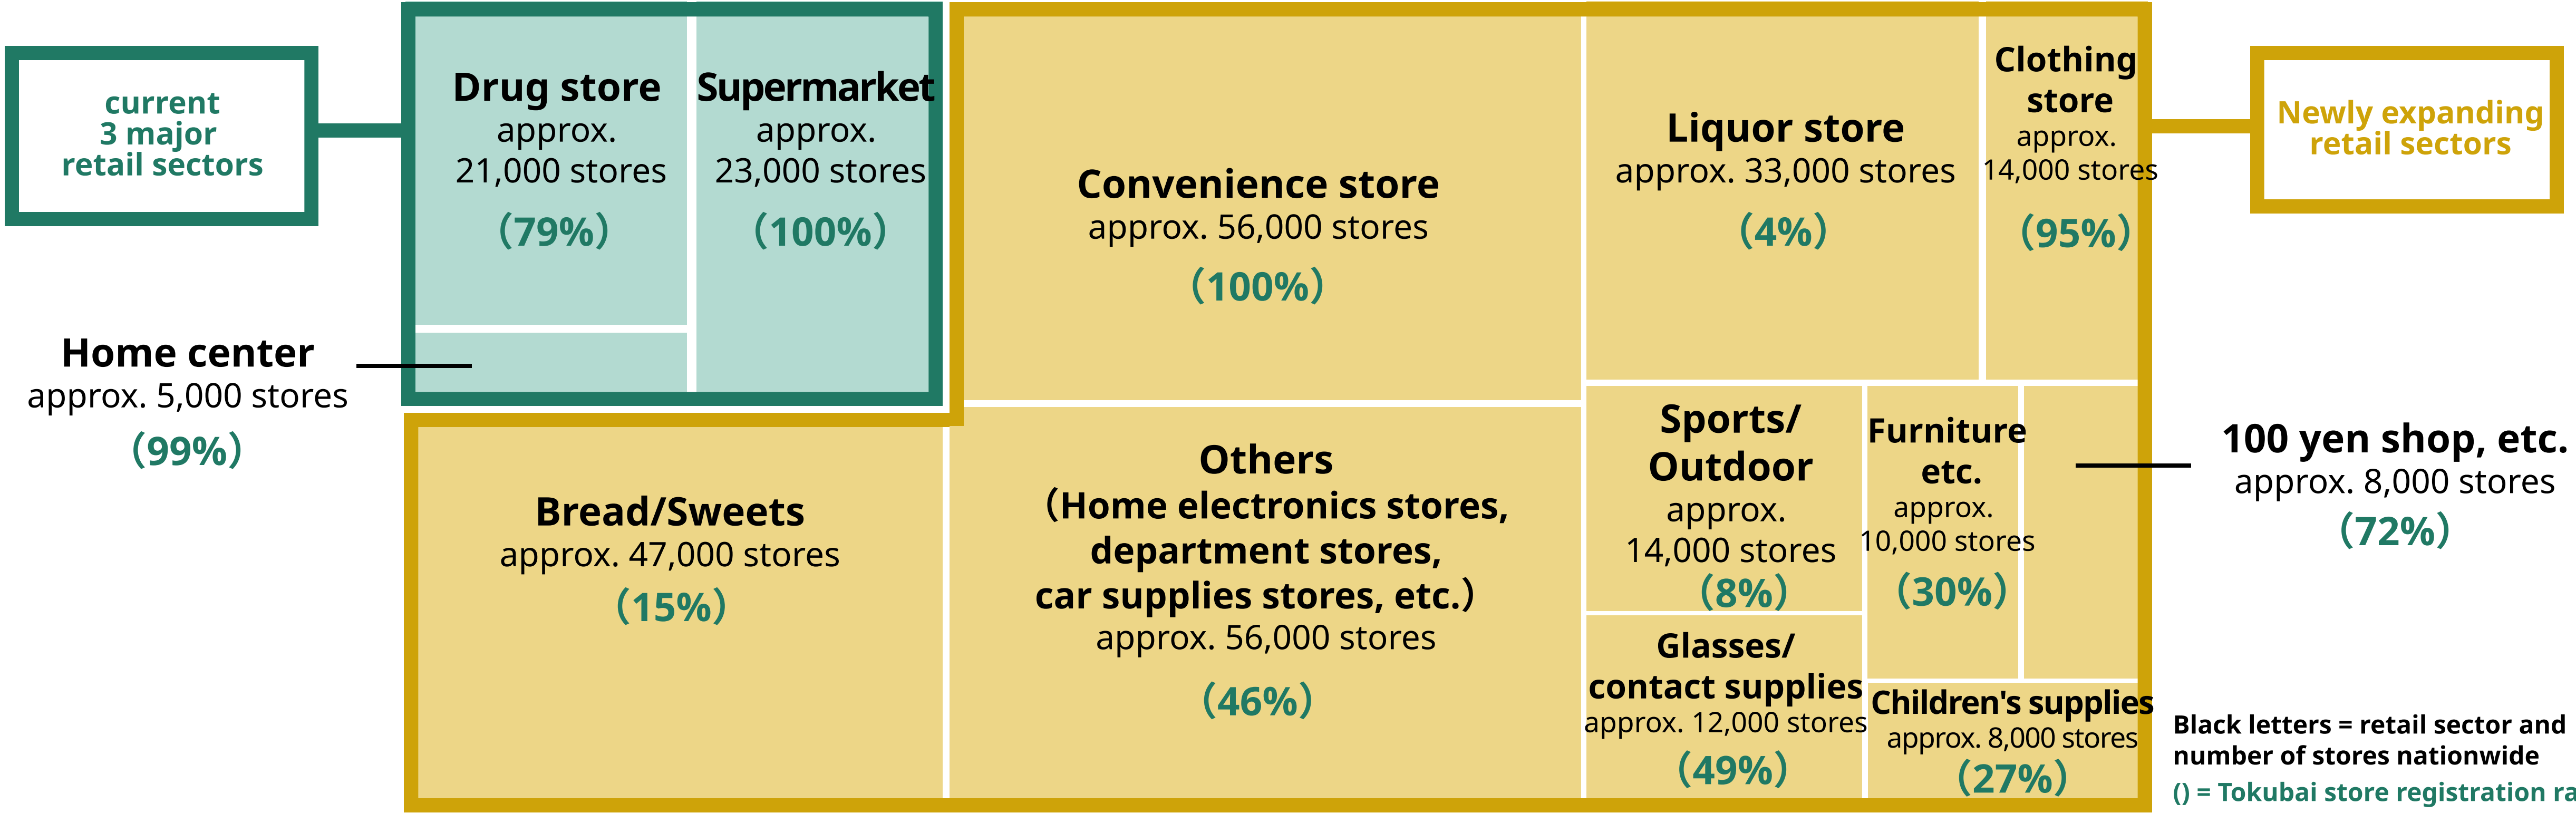 current
3 major
retail sectors
Drug store
approx.
21,000 stores
(79%)
Supermarket
approx.
23,000 stores
(100%)
Home center
approx. 5,000 stores
(99%)
Convenience store
approx. 56,000 stores
(100%)
Liquor store
approx. 33,000 stores
(4%)
Clothing
store
approx.
14,000 stores
(95%)
Newly expanding
retail sectors
Bread/Sweets
approx. 47,000 stores
(15%)
Others
(Home electronics stores,
department stores,
car supplies stores, etc.)
approx. 56,000 stores
(46%)
Sports/
Outdoor
approx.
14,000 stores
(8%)
Furniture
etc.
approx.
10,000 stores
(30%)
100 yen shop, etc.
approx. 8,000 stores
(72%)
Glasses/
contact supplies
approx. 12,000 stores
(49%)
Children's supplies
approx. 8,000 stores
(27%)
Black letters = retail sector and
number of stores nationwide
() = Tokubai store registration